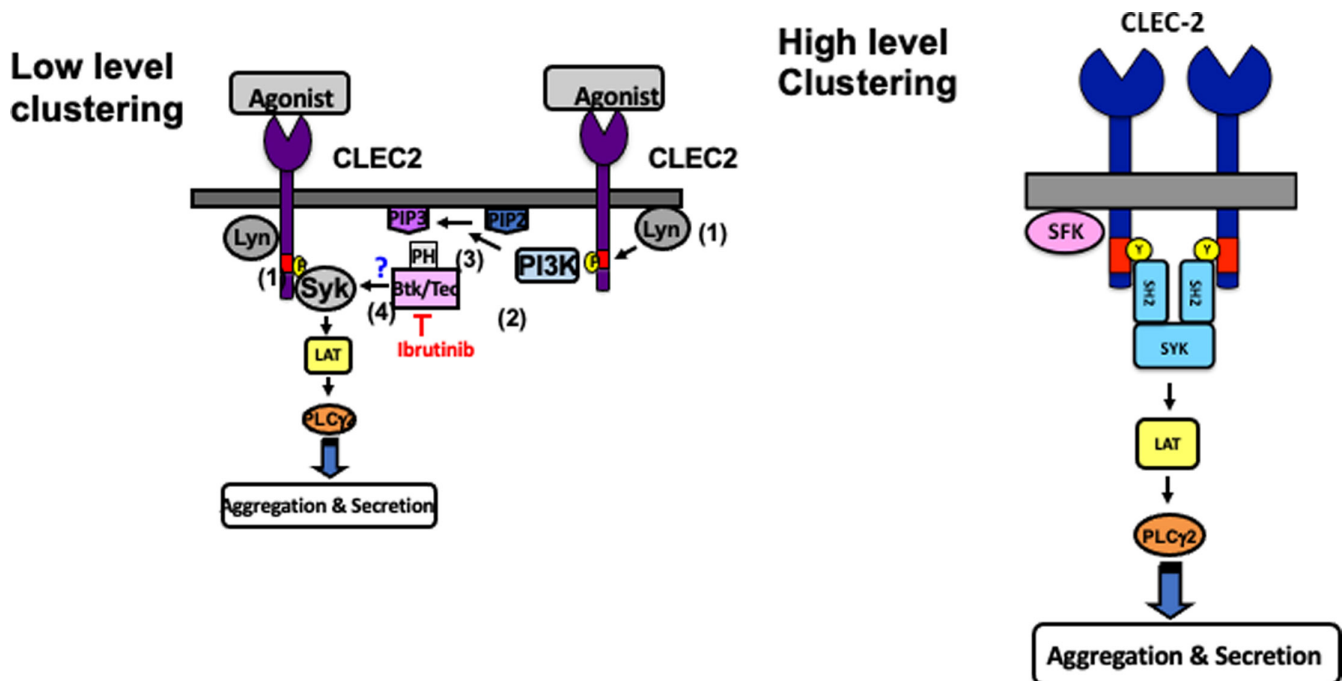 Low level
clustering
Agonist
CLEC2
Agonist
CLEC2
PIP3
PIP2
Lyn
Lyn
(1)
PH
(3)
PI3K
P
(1)
P
Syk
?
Btk/Tec
(4)
(2)
Ibrutinib
LAT
PLCγ2
Aggregation & Secretion
High level
Clustering
CLEC-2
SFK
Y
Y
SH2
SH2
SYK
LAT
PLCγ2
Aggregation & Secretion